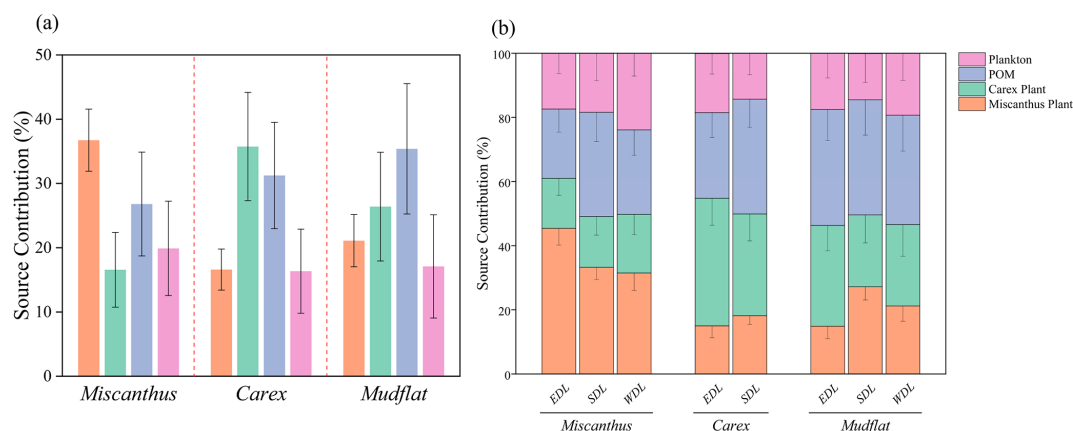 (a)
Source Contribution (%)
50
40
30
20
10
0
Miscanthus Carex Mudflat
(b)
Source Contribution (%)
100
80
60
40
20
0
EDL SDL WDL EDL SDL EDL SDL WDL
Miscanthus Carex Mudflat
Plankton
POM
Carex Plant
Miscanthus Plant